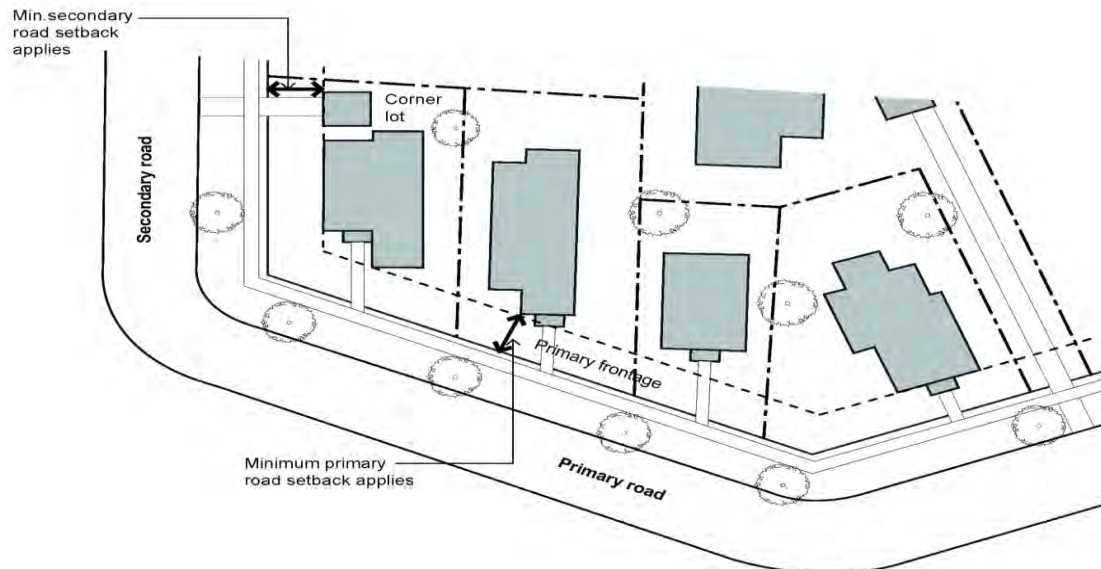 Min.secondary
road setback
applies
Corner
lot
Secondary road
Primary frontage
Minimum primary
road setback applies
Primary road